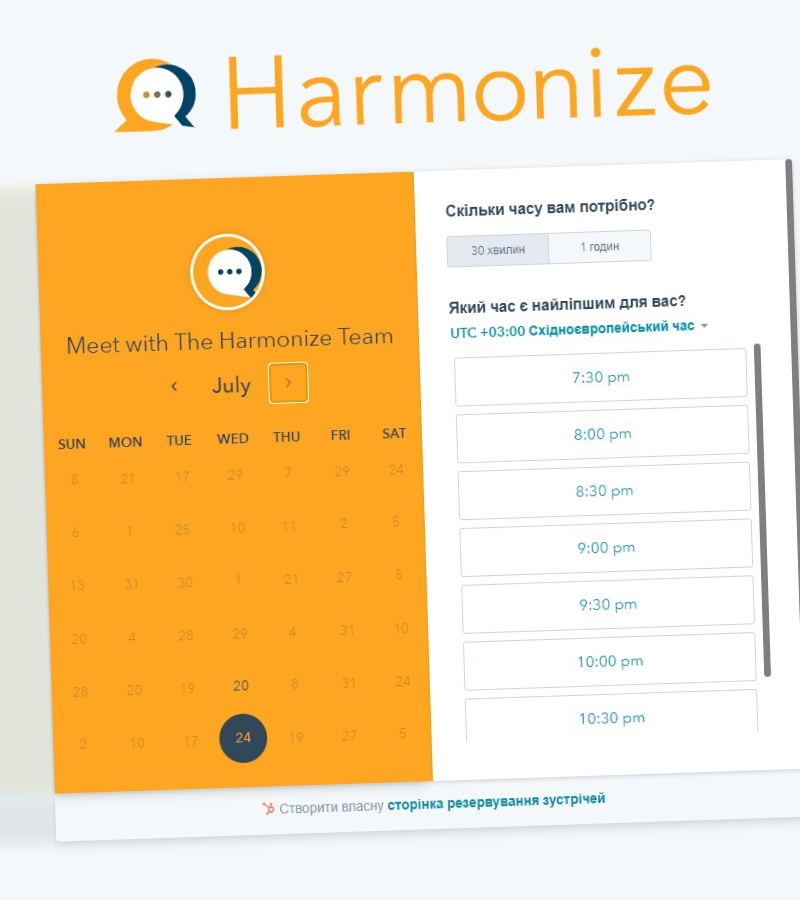 Harmonize
Meet with The Harmonize Team
July
SUN MON TUE WED THU FRI SAT
8 21 17 29 7 29 24
6 1 25 10 11 2 5
13 31 30 1 21 27 8
20 4 28 29 4 31 10
28 20 19 20 8 31 24
2 10 17 24 19 27 5
Скільки часу вам потрібно?
30 хвилин 1 годин
Який час є найліпшим для вас?
UTC +03:00 Східноєвропейський час
7:30 pm
8:00 pm
8:30 pm
9:00 pm
9:30 pm
10:00 pm
10:30 pm
Створити власну сторінка резервування зустрічей